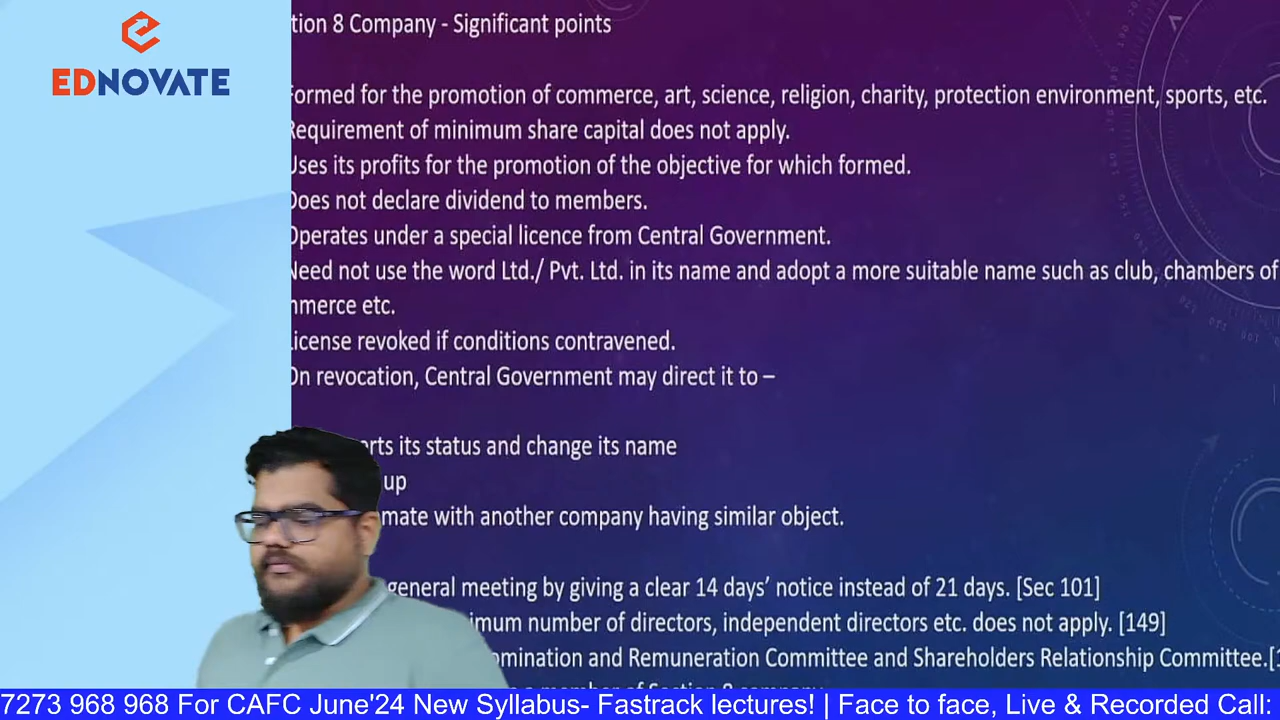 EDNOVATE
tion 8 Company - Significant points
Formed for the promotion of commerce, art, science, religion, charity, protection environment, sports, etc.
Requirement of minimum share capital does not apply.
Uses its profits for the promotion of the objective for which formed.
Does not declare dividend to members.
Operates under a special licence from Central Government.
Need not use the word Ltd./ Pvt. Ltd. in its name and adopt a more suitable name such as club, chambers of
mmerce etc.
License revoked if conditions contravened.
On revocation, Central Government may direct it to –
orts its status and change its name
up
mate with another company having similar object.
general meeting by giving a clear 14 days’ notice instead of 21 days. [Sec 101]
imum number of directors, independent directors etc. does not apply. [149]
omination and Remuneration Committee and Shareholders Relationship Committee.[1
7273 968 968 For CAFC June'24 New Syllabus- Fastrack lectures! | Face to face, Live & Recorded Call: